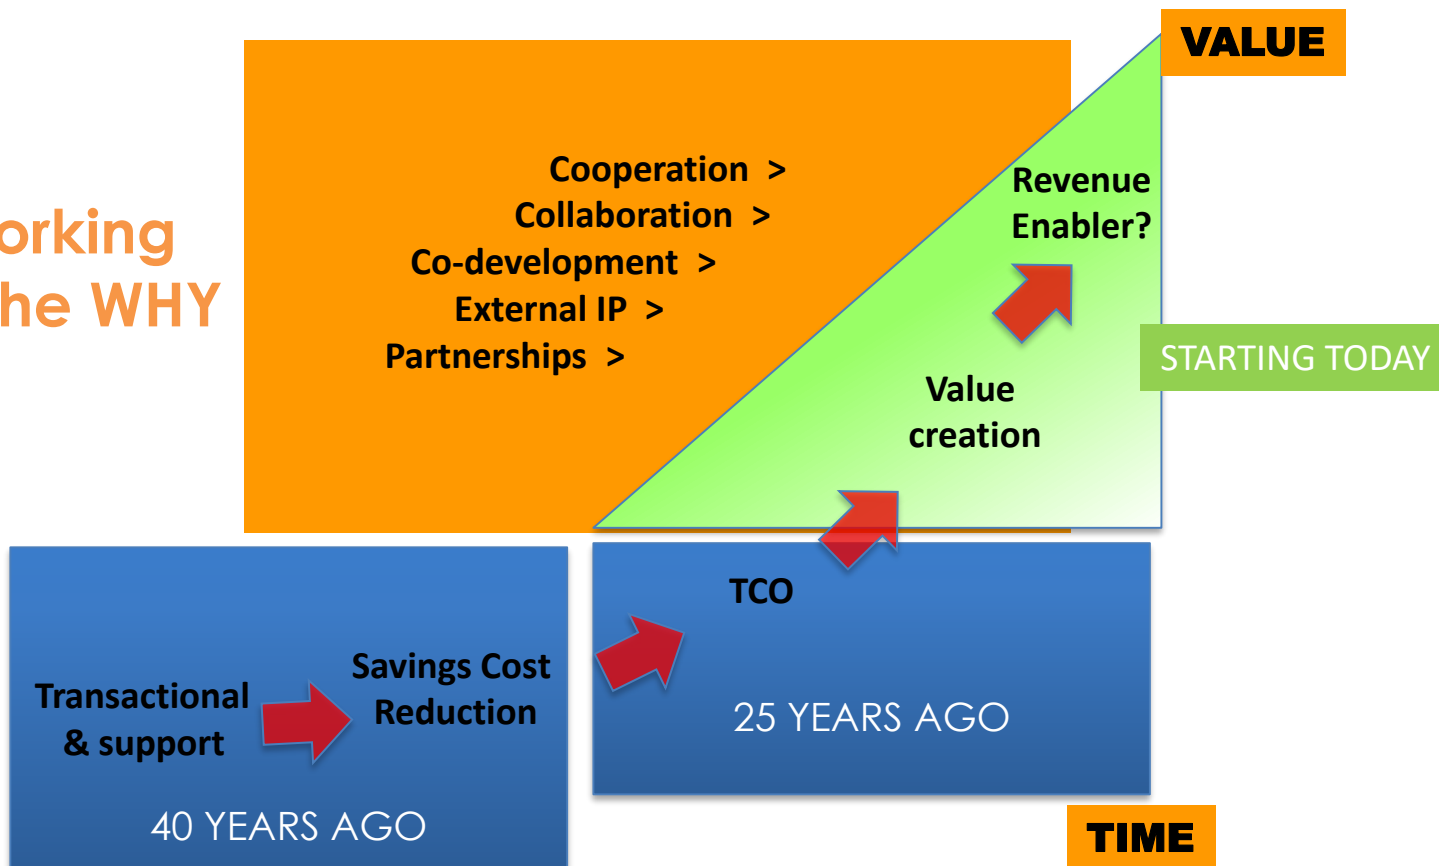 VALUE
orking
he WHY
Cooperation >
Collaboration >
Co-development >
External IP >
Partnerships >
Revenue
Enabler?
STARTING TODAY
Value
creation
TCO
25 YEARS AGO
Savings Cost
Reduction
Transactional
& support
40 YEARS AGO
TIME